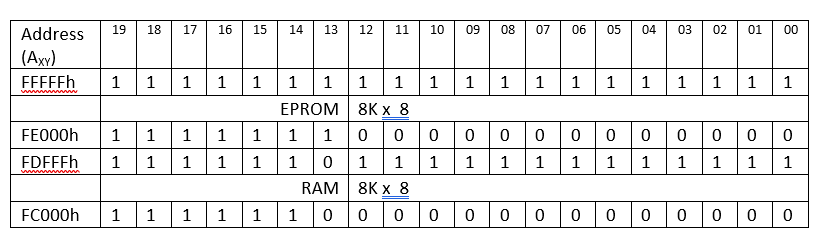 Address (A_XY) 19 18 17 16 15 14 13 12 11 10 09 08 07 06 05 04 03 02 01 00
FFFFFh 1 1 1 1 1 1 1 1 1 1 1 1 1 1 1 1 1 1 1 1
EPROM 8K x 8
FE000h 1 1 1 1 1 1 1 0 0 0 0 0 0 0 0 0 0 0 0 0
FDFFFh 1 1 1 1 1 1 0 1 1 1 1 1 1 1 1 1 1 1 1 1
RAM 8K x 8
FC000h 1 1 1 1 1 1 0 0 0 0 0 0 0 0 0 0 0 0 0 0